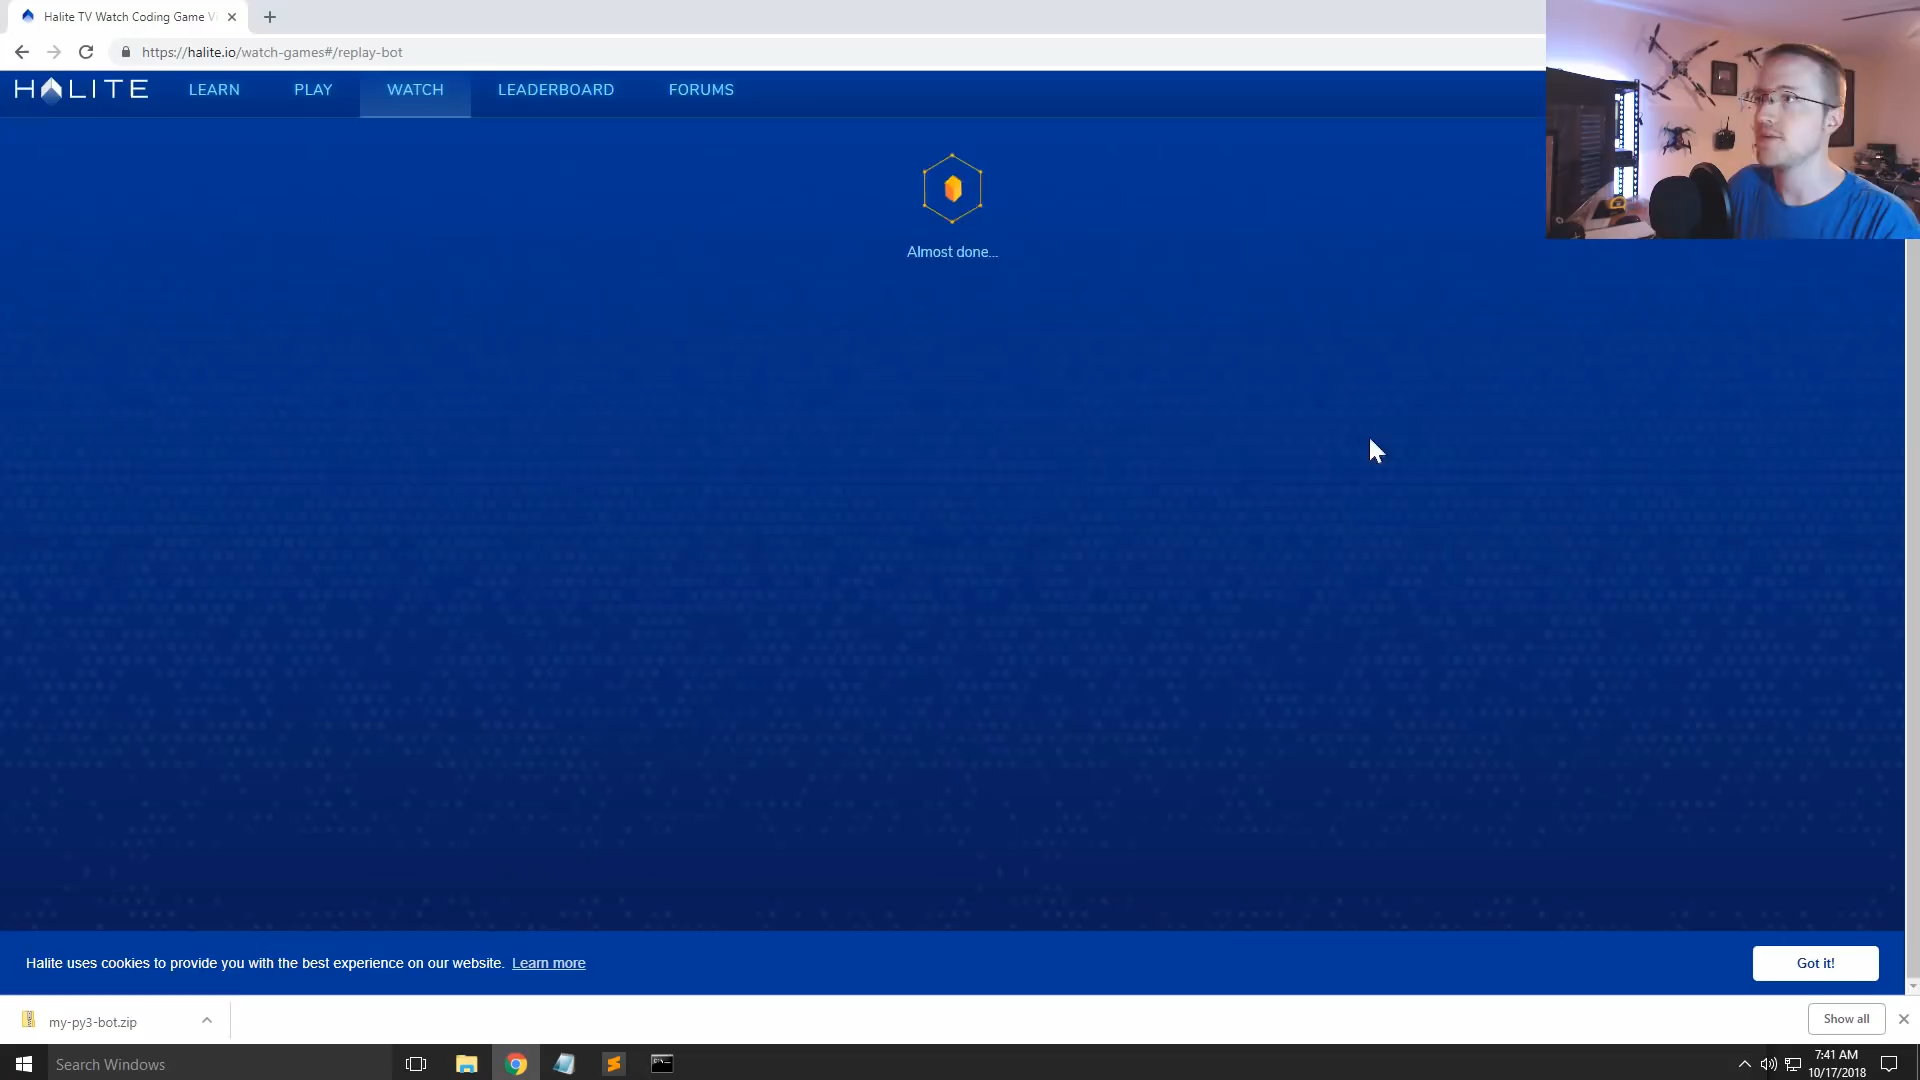 Halite TV Watch Coding Game Vi
https://halite.io/watch-games#/replay-bot
HALITE
LEARN
PLAY
WATCH
LEADERBOARD
FORUMS
Almost done...
Halite uses cookies to provide you with the best experience on our website. Learn more
Got it!
my-py3-bot.zip
Show all
Search Windows
7:41 AM
10/17/2018